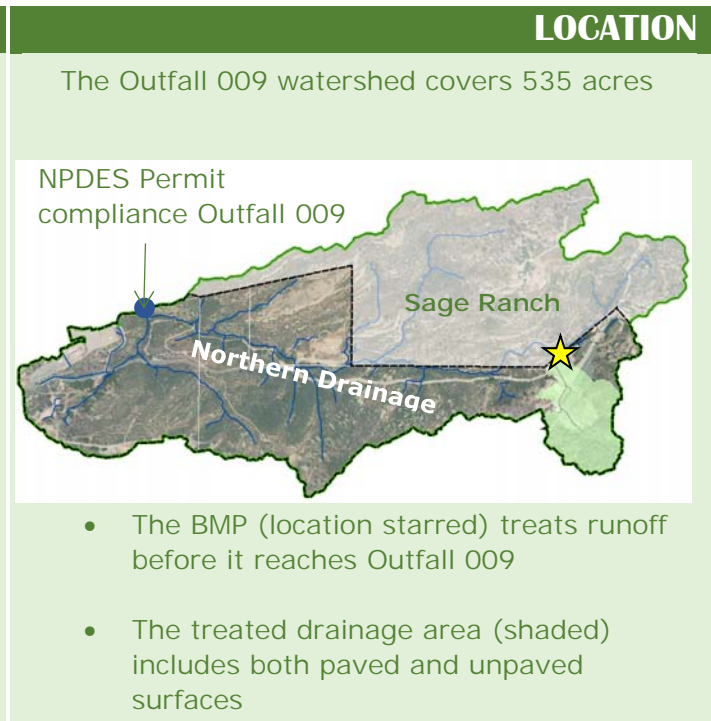 LOCATION
The Outfall 009 watershed covers 535 acres
NPDES Permit
compliance Outfall 009
Sage Ranch
Northern Drainage
• The BMP (location starred) treats runoff
before it reaches Outfall 009
• The treated drainage area (shaded)
includes both paved and unpaved
surfaces